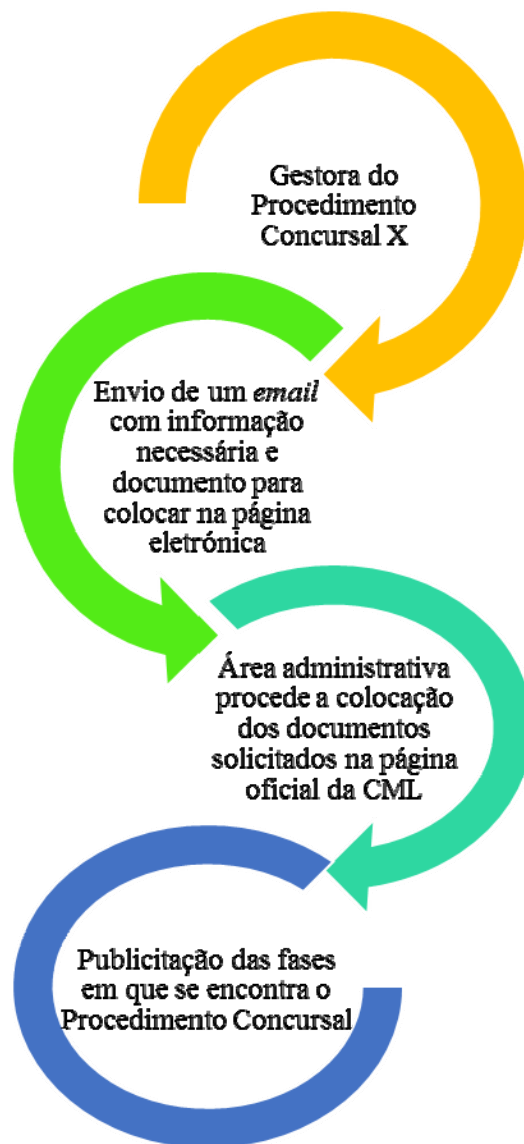 Gestora do
Procedimento
Concursal X
Envio de um email
com informação
necessária e
documento para
colocar na página
eletrónica
Área administrativa
procede a colocação
dos documentos
solicitados na página
oficial da CML
Publicitação das fases
em que se encontra o
Procedimento Concursal